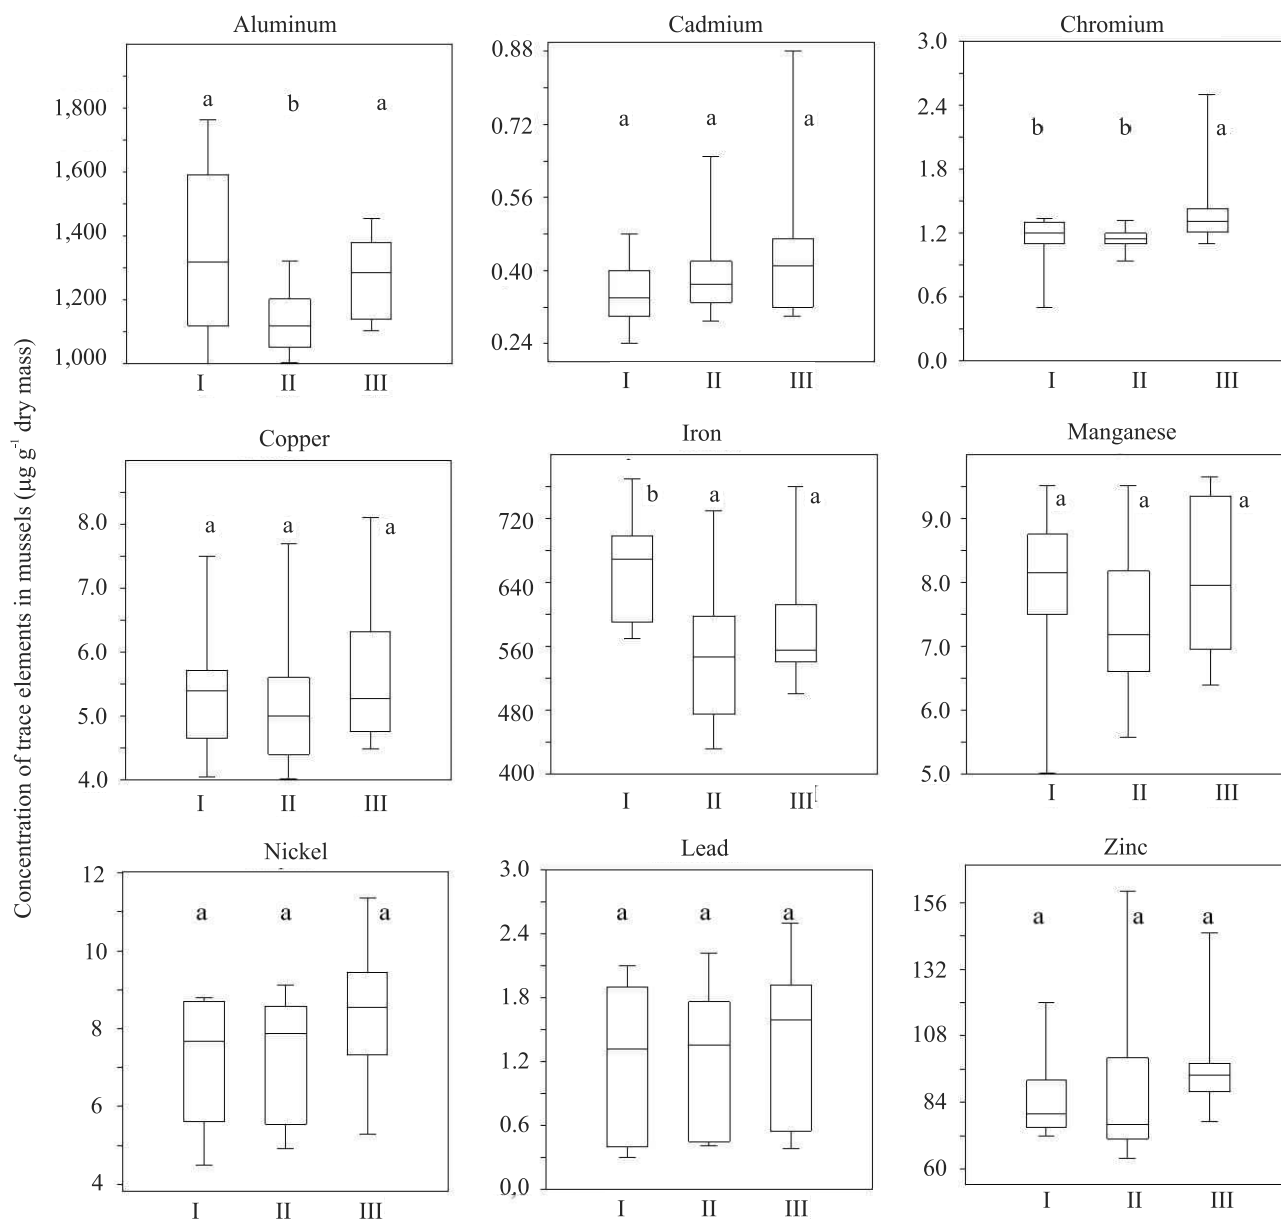 Concentration of trace elements in mussels (µg g⁻¹ dry mass)
Aluminum
1,800
1,600
1,400
1,200
1,000
a
b
a
I
II
III
Cadmium
0.88
0.72
0.56
0.40
0.24
a
a
a
I
II
III
Chromium
3.0
2.4
1.8
1.2
0.6
0.0
b
b
a
I
II
III
Copper
8.0
7.0
6.0
5.0
4.0
a
a
a
I
II
III
Iron
720
640
560
480
400
b
a
a
I
II
III
Manganese
9.0
8.0
7.0
6.0
5.0
a
a
a
I
II
III
Nickel
12
10
8
6
4
a
a
a
I
II
III
Lead
3.0
2.4
1.8
1.2
0.6
0,0
a
a
a
I
II
III
Zinc
156
132
108
84
60
a
a
a
I
II
III